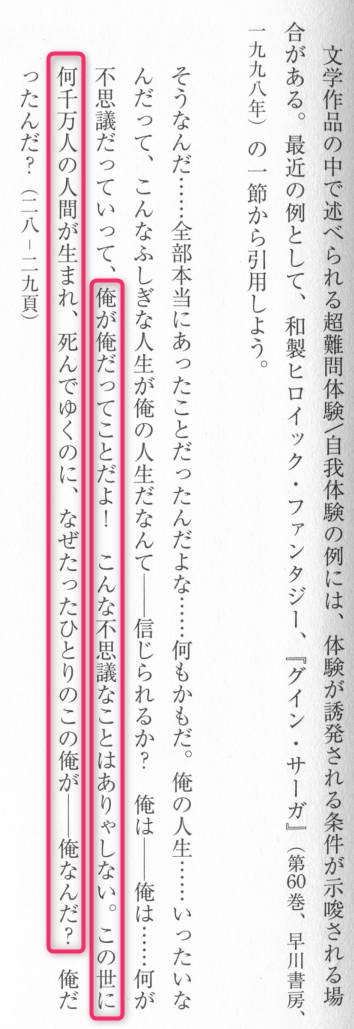 文学作品の中で述べられる超難問体験/自我体験の例には、体験が誘発される条件が示唆される場
合がある。最近の例として、和製ヒロイック・ファンタジー、『グイン・サーガ』(第60巻、早川書房、
一九九八年)の一節から引用しよう。
そうなんだ……全部本当にあったことだったんだよな……何もかもだ。俺の人生……いったいな
んだって、こんなふしぎな人生が俺の人生だなんて――信じられるか? 俺は――俺は……何が
不思議だっていって、俺が俺だってことだよ! こんな不思議なことはありゃしない。この世に
何千万人の人間が生まれ、死んでゆくのに、なぜたったひとりのこの俺が――俺なんだ? 俺だ
ったんだ?(二八-二九頁)